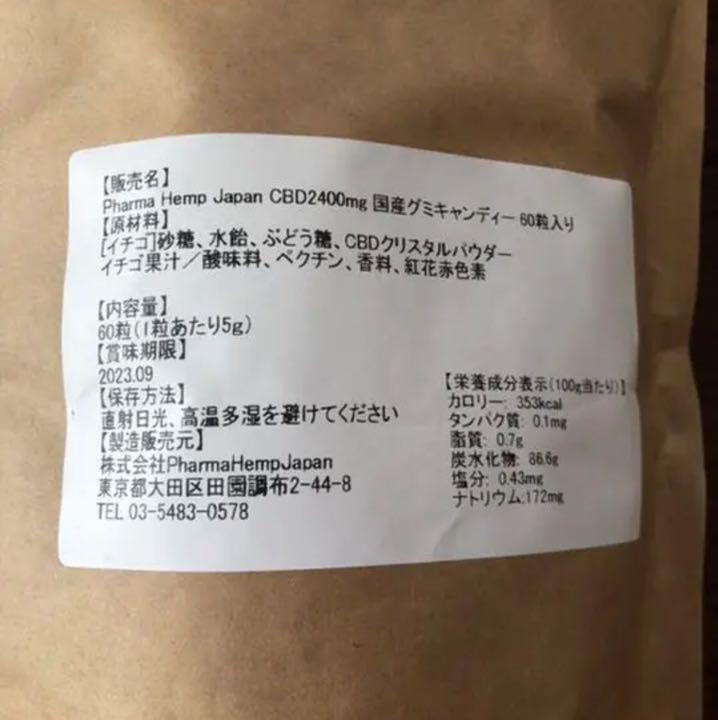 【販売名】
Pharma Hemp Japan CBD2400mg 国産グミキャンディー 60粒入り
【原材料】
[イチゴ]砂糖、水飴、ぶどう糖、CBDクリスタルパウダー
イチゴ果汁／酸味料、ペクチン、香料、紅花赤色素
【内容量】
60粒(1粒あたり5g)
【賞味期限】
2023.09
【保存方法】
直射日光、高温多湿を避けてください
【製造販売元】
株式会社PharmaHempJapan
東京都大田区田園調布2-44-8
TEL 03-5483-0578
【栄養成分表示(100g当たり)】
カロリー: 353kcal
タンパク質: 0.1mg
脂質: 0.7g
炭水化物: 86.6g
塩分: 0.43mg
ナトリウム:172mg